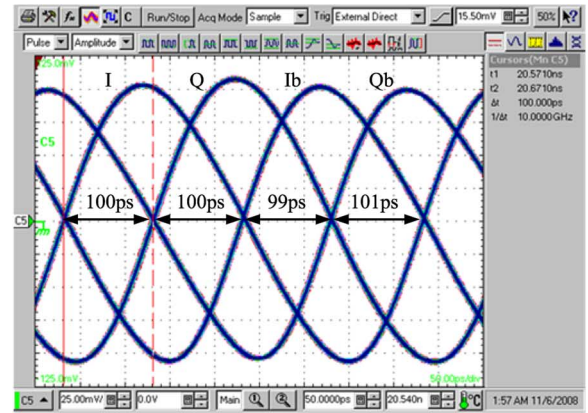 C Run/Stop Acq Mode Sample Trig External Direct 15.50mV 50%
Pulse Amplitude
25.0mV
I Q Ib Qb
C5
100ps 100ps 99ps 101ps
C5
-125.0mV
50.00ps/div
Cursors(Mn C5)
t1 20.5710ns
t2 20.6710ns
Δt 100.000ps
1/Δt 10.0000GHz
C5 25.00mV/ 0.0V Main 50.0000ps 20.540n °C 1:57 AM 11/6/2008